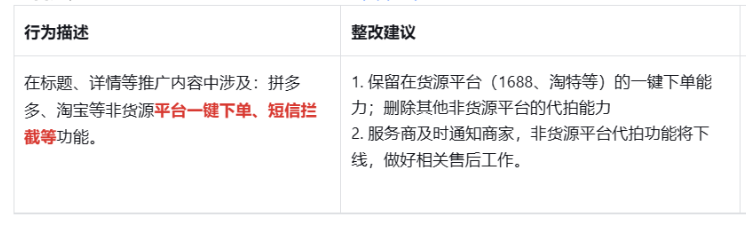 行为描述
整改建议
在标题、详情等推广内容中涉及：拼多
多、淘宝等非货源平台一键下单、短信拦
截等功能。
1. 保留在货源平台（1688、淘特等）的一键下单能
力；删除其他非货源平台的代拍能力
2. 服务商及时通知商家，非货源平台代拍功能将下
线，做好相关售后工作。